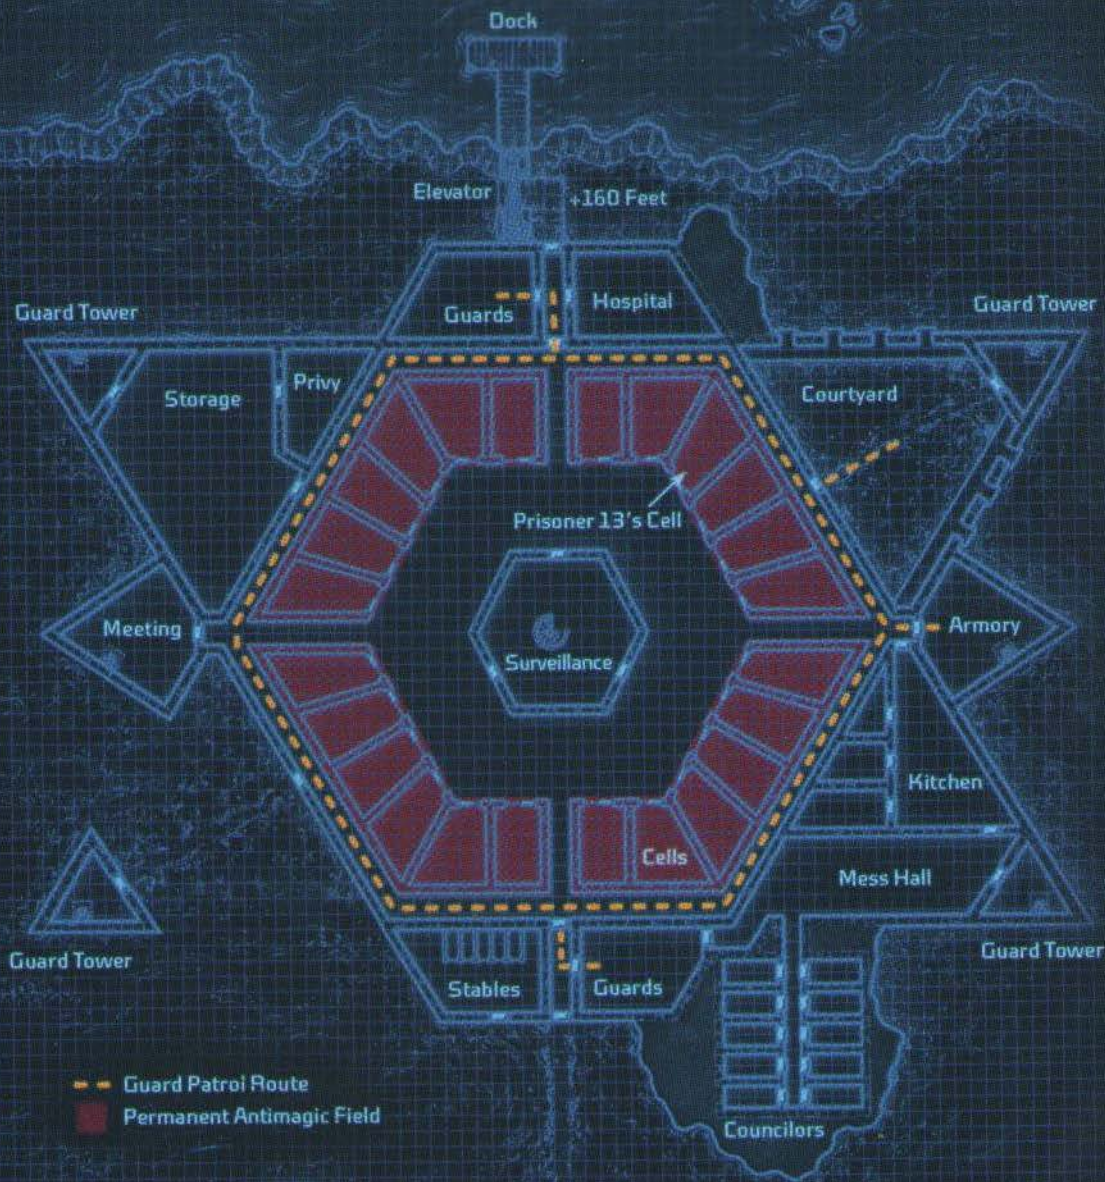 Dock
Elevator
+160 Feet
Guards
Hospital
Guard Tower
Guard Tower
Storage
Privy
Courtyard
Prisoner 13's Cell
Meeting
Surveillance
Armory
Kitchen
Cells
Mess Hall
Guard Tower
Guard Tower
Stables
Guards
Guard Patrol Route
Permanent Antimagic Field
Councilors